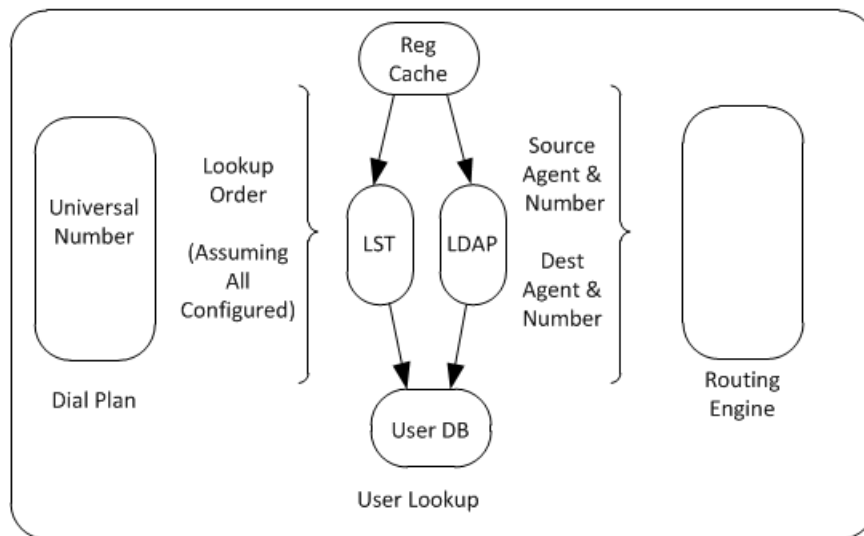 Reg
Cache
Universal
Number
Lookup
Order
(Assuming
All
Configured)
LST
LDAP
Source
Agent &
Number
Dest
Agent &
Number
User DB
Dial Plan
User Lookup
Routing
Engine